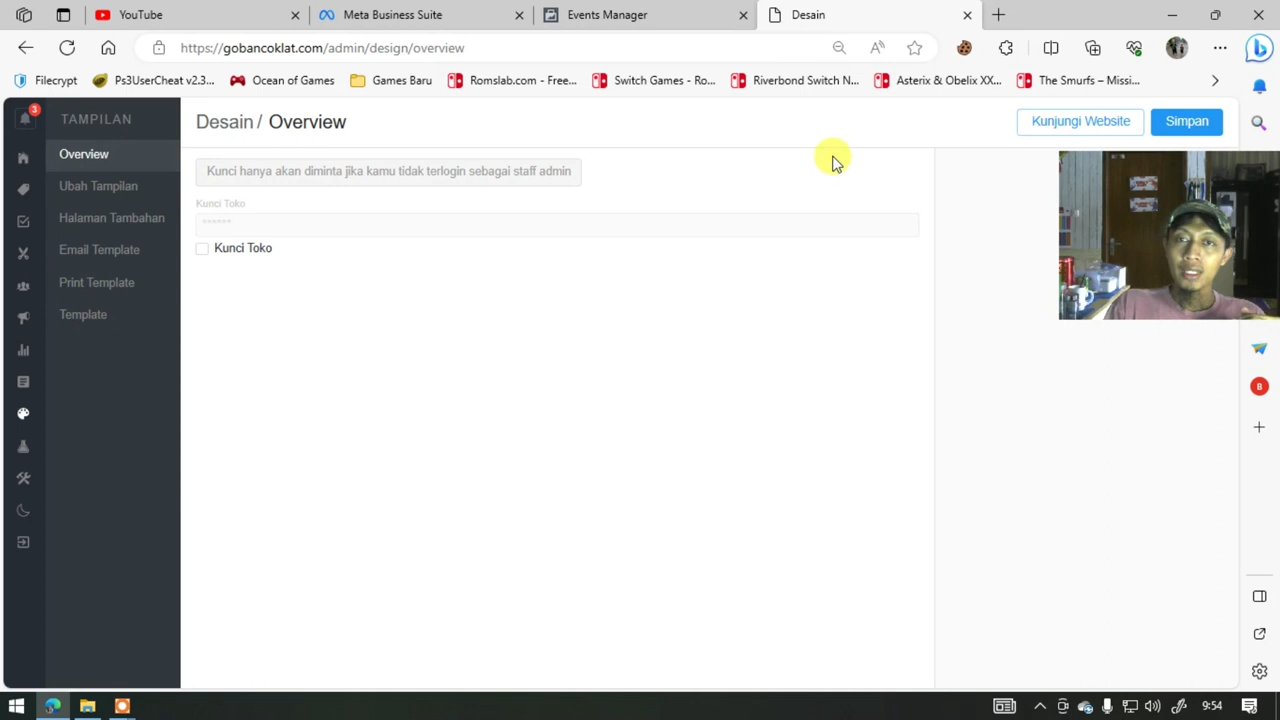 YouTube
Meta Business Suite
Events Manager
Desain
https://gobancoklat.com/admin/design/overview
Filecrypt
Ps3UserCheat v2.3...
Ocean of Games
Games Baru
Romslab.com - Free...
Switch Games - Ro...
Riverbond Switch N...
Asterix & Obelix XX...
The Smurfs – Missi...
3
TAMPILAN
Desain / Overview
Kunjungi Website
Simpan
Overview
Ubah Tampilan
Halaman Tambahan
Email Template
Print Template
Template
Kunci hanya akan diminta jika kamu tidak terlogin sebagai staff admin
Kunci Toko
******
Kunci Toko
B
9:54